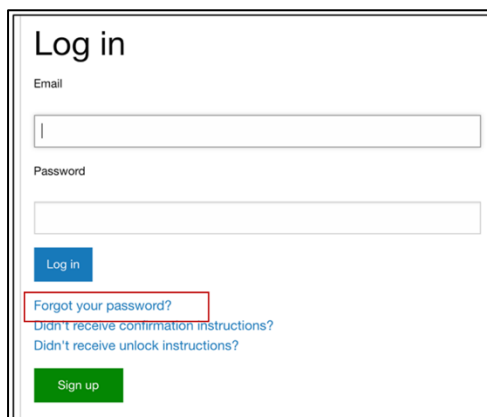 Log in
Email
Password
Log in
Forgot your password?
Didn't receive confirmation instructions?
Didn't receive unlock instructions?
Sign up